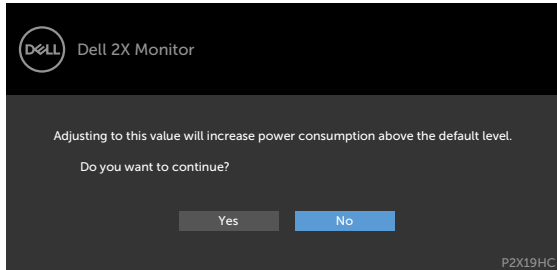 DELL
Dell 2X Monitor
Adjusting to this value will increase power consumption above the default level.
Do you want to continue?
Yes
No
P2X19HC